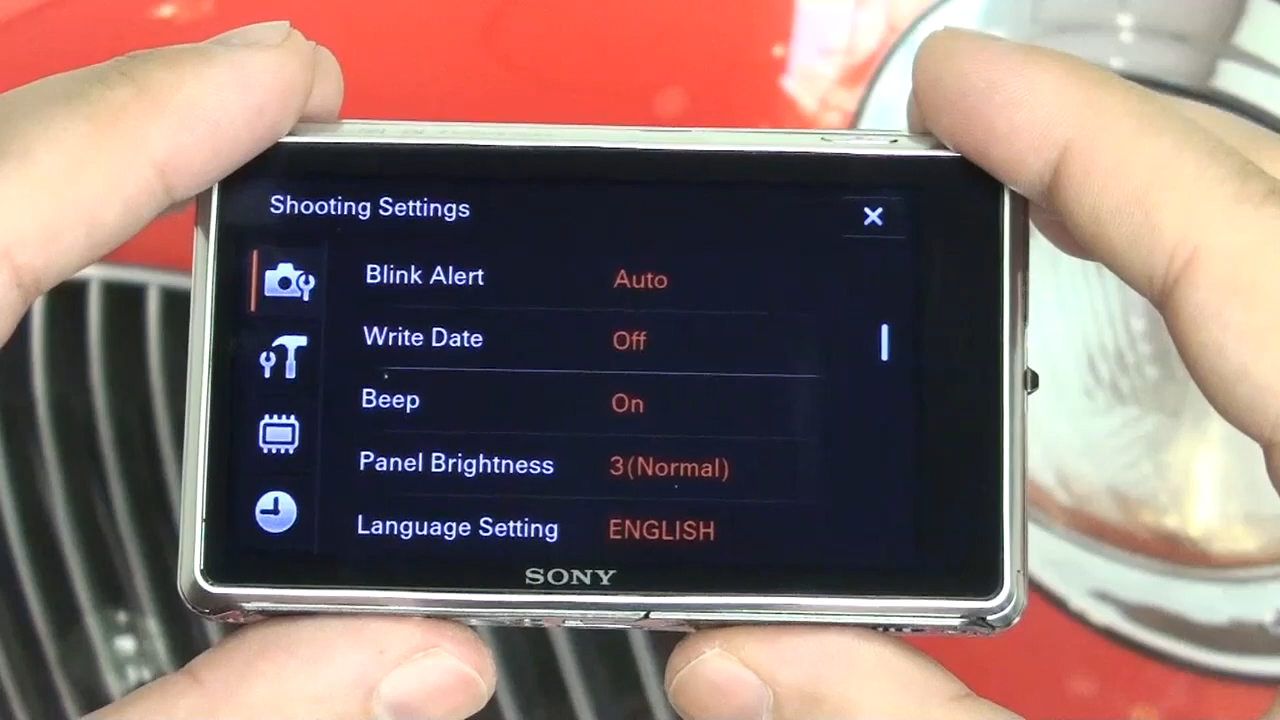 Shooting Settings
Blink Alert Auto
Write Date Off
Beep On
Panel Brightness 3(Normal)
Language Setting ENGLISH
SONY